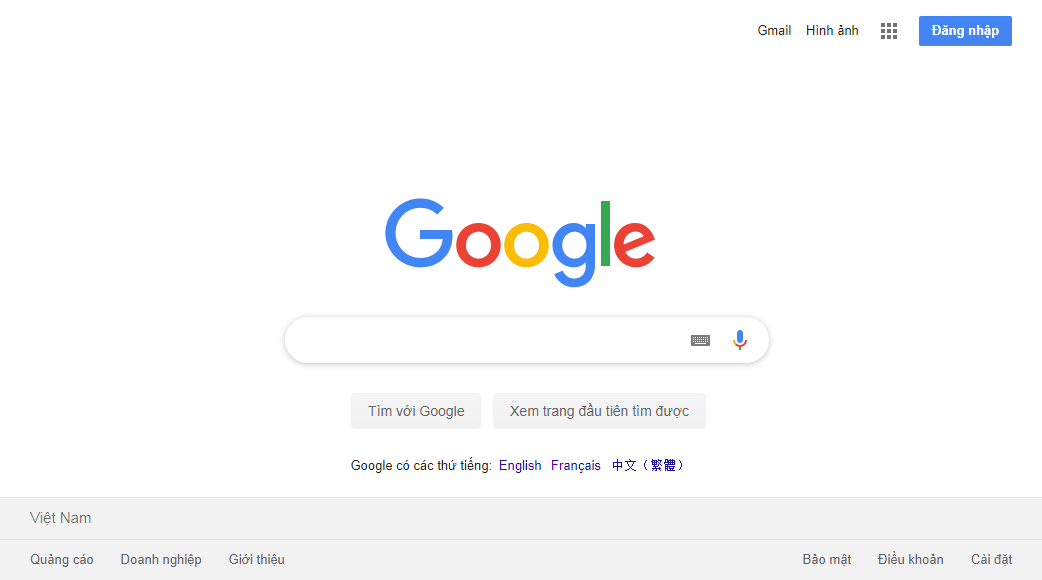 Gmail Hình ảnh Đăng nhập
Google
Tìm với Google Xem trang đầu tiên tìm được
Google có các thứ tiếng: English Français 中文（繁體）
Việt Nam
Quảng cáo Doanh nghiệp Giới thiệu Bảo mật Điều khoản Cài đặt